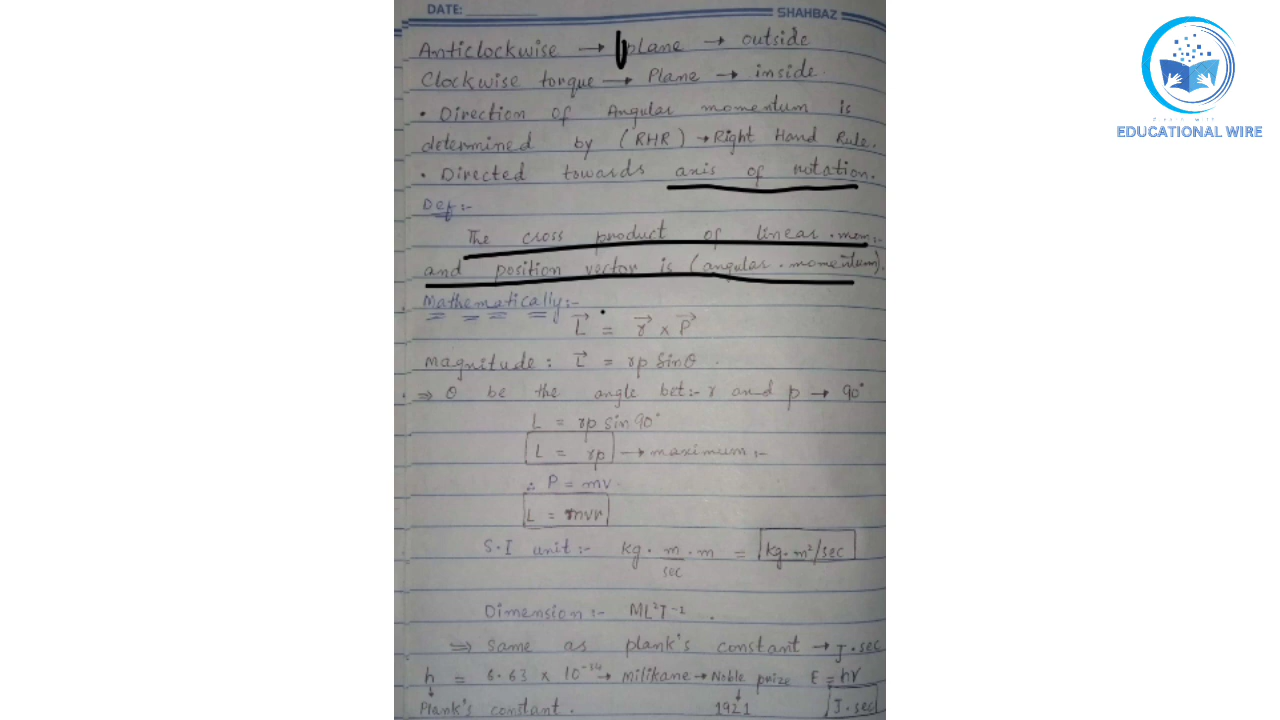 DATE:
SHAHBAZ
Anticlockwise → plane → outside
Clockwise torque → Plane → inside.
• Direction of Angular momentum is
determined by (RHR) → Right Hand Rule.
• Directed towards axis of rotation.
Def:-
The cross product of linear. mom:-
and position vector is (angular. momentum).
Mathematically:-
L⃗ = r⃗ × P⃗
Magnitude: L⃗ = rp Sinθ.
⇒ θ be the angle bet:- r and p → 90°
L = rp sin 90°
L = rp → maximum:-
∴ P = mv.
L = mvr
S.I unit:- kg. m/sec . m = kg. m²/sec
Dimension:- ML²T-2.
⇒ Same as plank's constant → J.sec
h = 6.63 × 10⁻³⁴ → milikane → Noble prize E = hν
↓ ↓
Plank's constant. 1921 J.sec
EDUCATIONAL WIRE